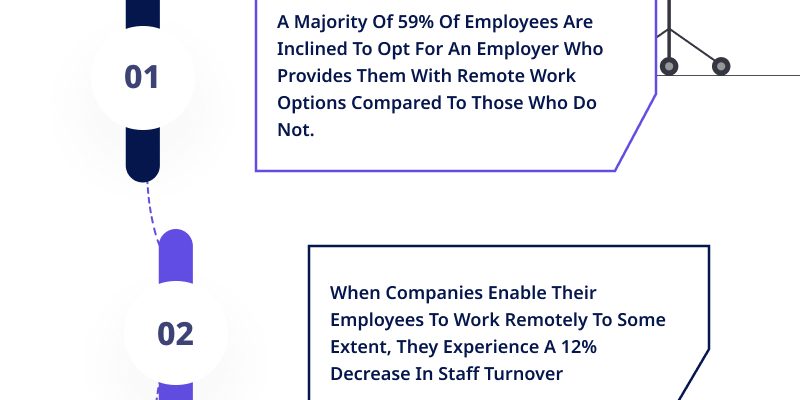 01
A Majority Of 59% Of Employees Are
Inclined To Opt For An Employer Who
Provides Them With Remote Work
Options Compared To Those Who Do
Not.
02
When Companies Enable Their
Employees To Work Remotely To Some
Extent, They Experience A 12%
Decrease In Staff Turnover